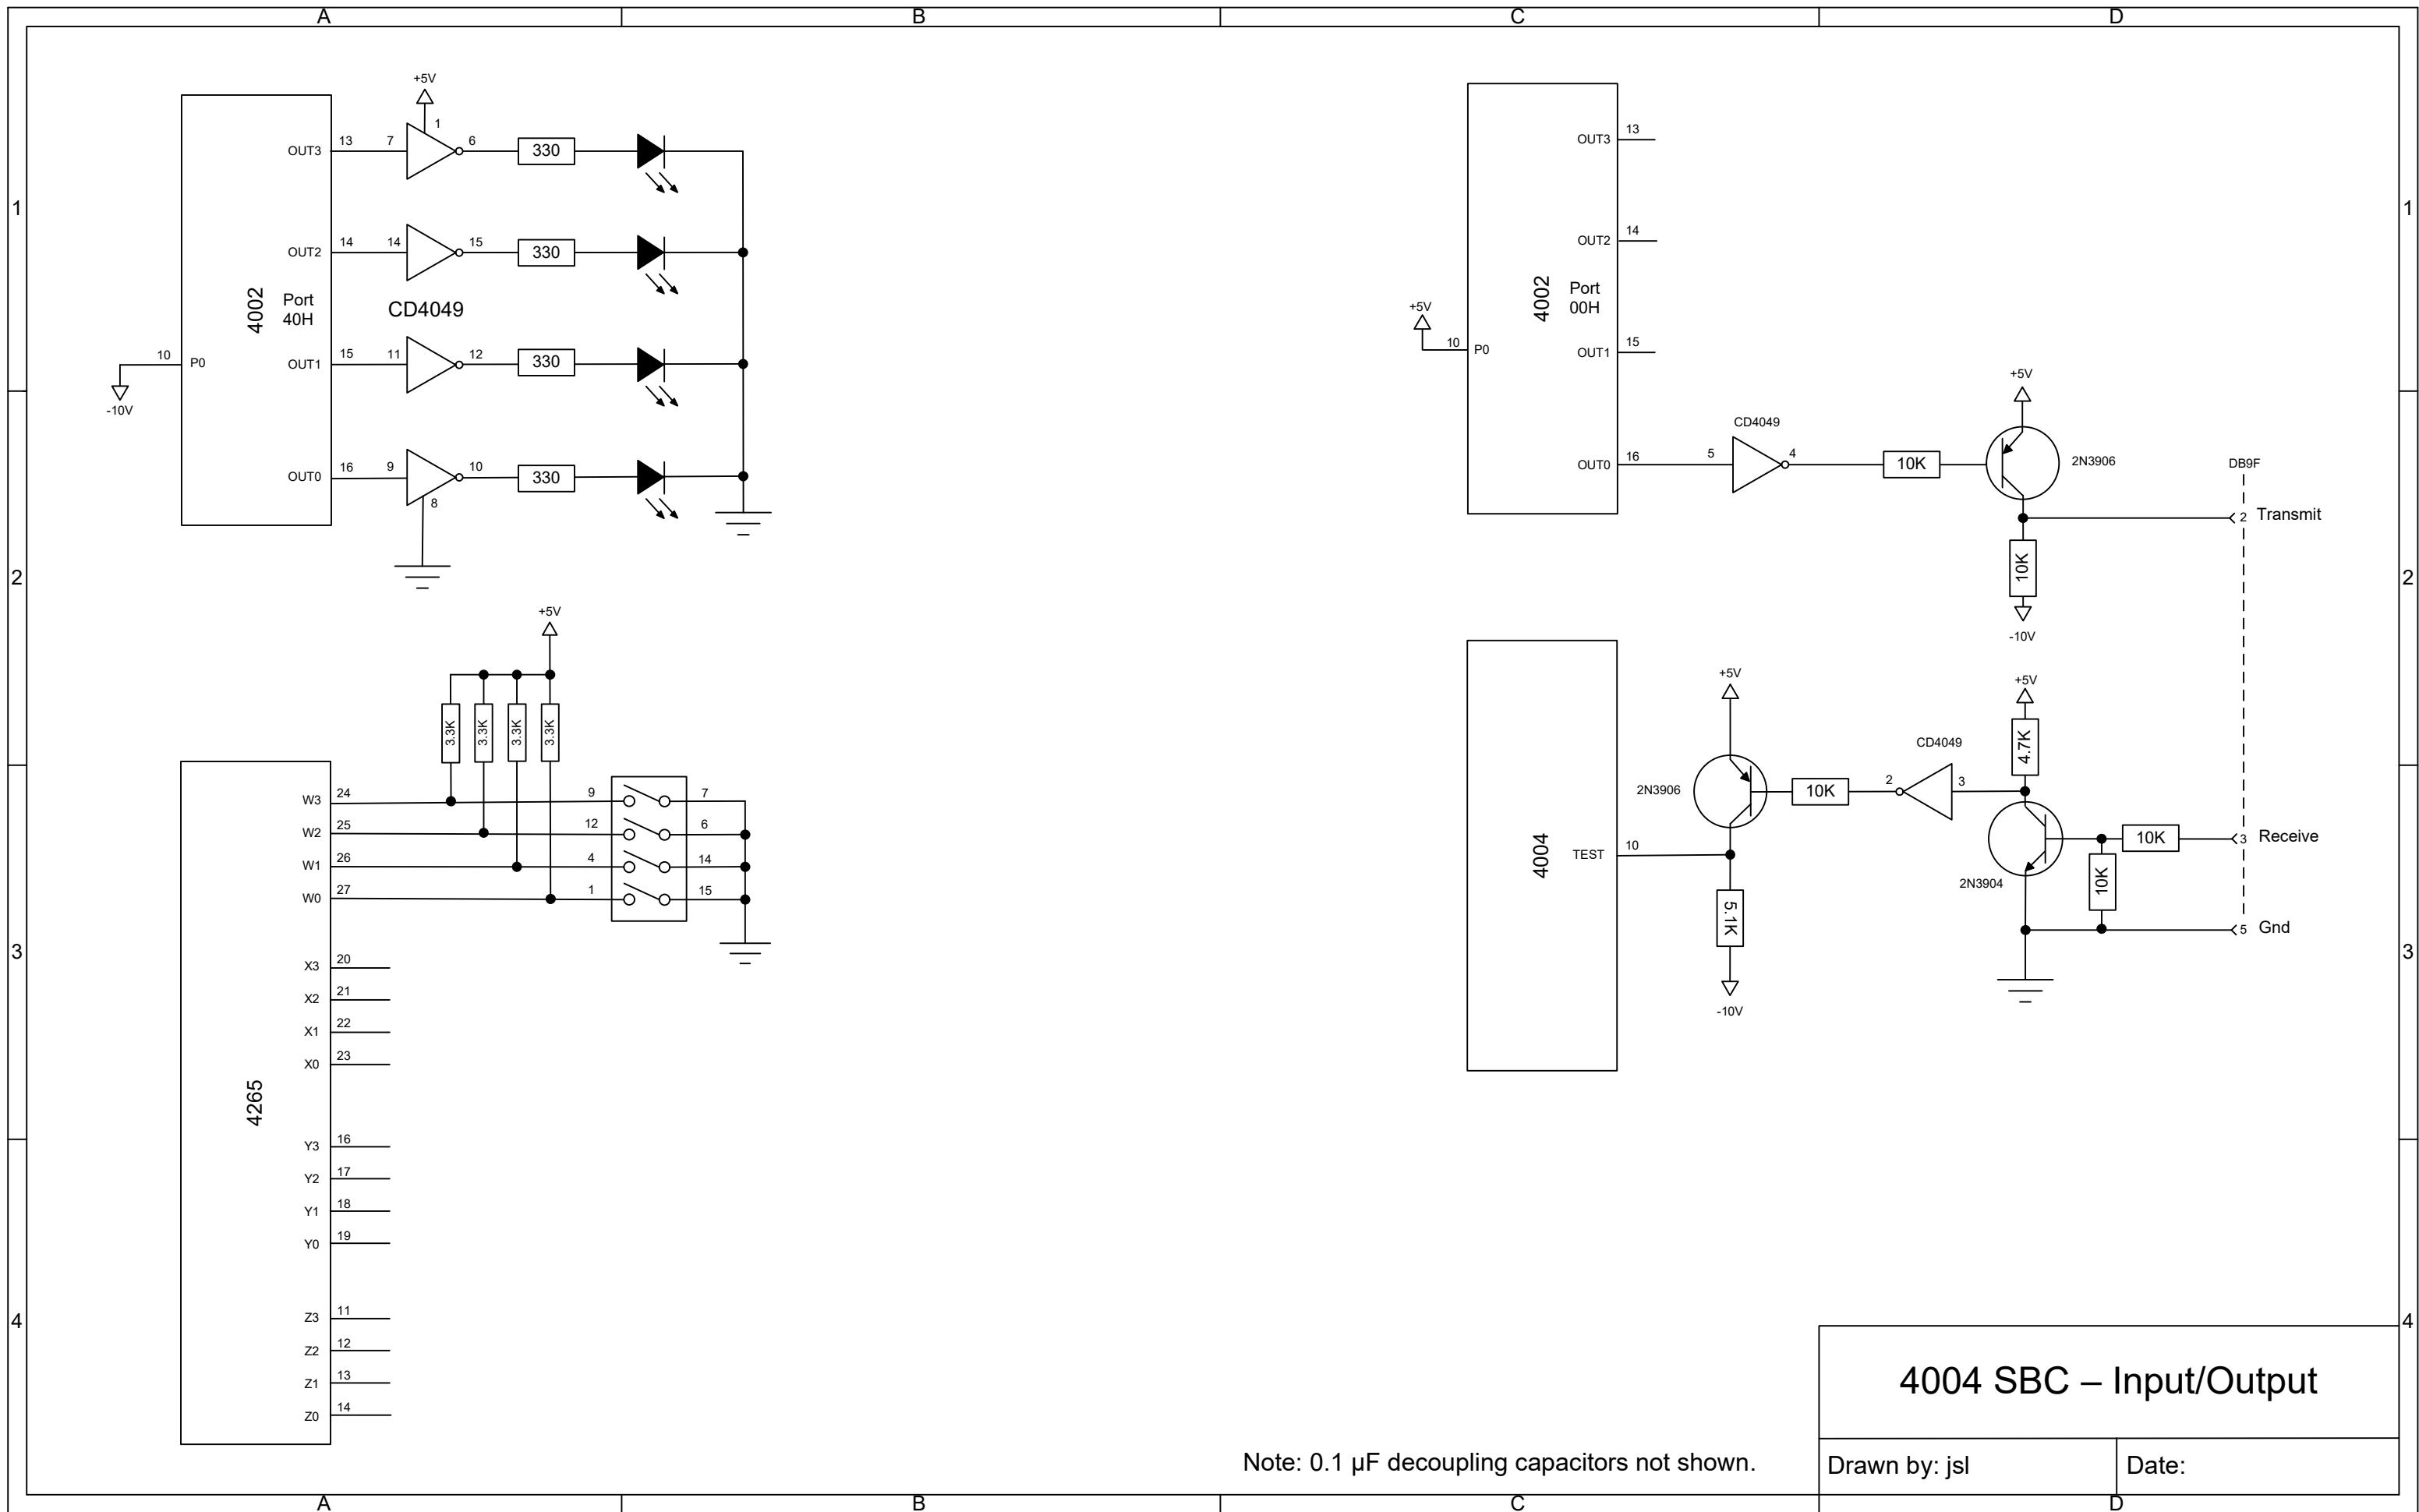 A
B
C
D
1
2
3
4
+5V
1
OUT3
13
7
6
330
OUT2
14
14
15
330
4002
Port
40H
CD4049
10
P0
-10V
OUT1
15
11
12
330
OUT0
16
9
10
330
8
+5V
3.3K
3.3K
3.3K
3.3K
W3
24
9
7
W2
25
12
6
W1
26
4
14
W0
27
1
15
X3
20
X2
21
X1
22
X0
23
4265
Y3
16
Y2
17
Y1
18
Y0
19
Z3
11
Z2
12
Z1
13
Z0
14
OUT3
13
OUT2
14
4002
Port
00H
+5V
10
P0
OUT1
15
OUT0
16
5
CD4049
4
10K
+5V
2N3906
DB9F
2
Transmit
10K
-10V
4004
TEST
10
+5V
2N3906
10K
2
CD4049
3
+5V
4.7K
2N3904
10K
3
Receive
10K
5
Gnd
5.1K
-10V
1
2
3
4
4004 SBC – Input/Output
Note: 0.1 µF decoupling capacitors not shown.
Drawn by: jsl
Date:
A
B
C
D